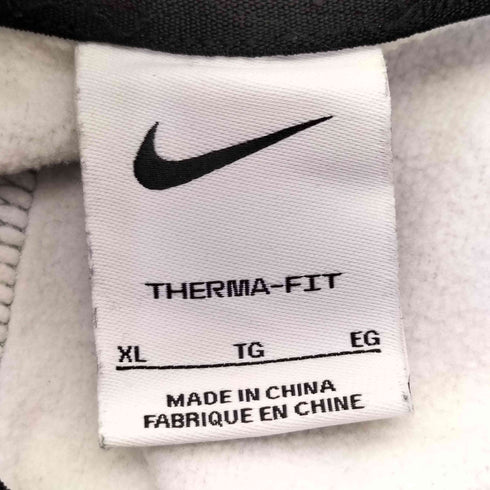 THERMA-FIT
XL TG EG
MADE IN CHINA
FABRIQUE EN CHINE